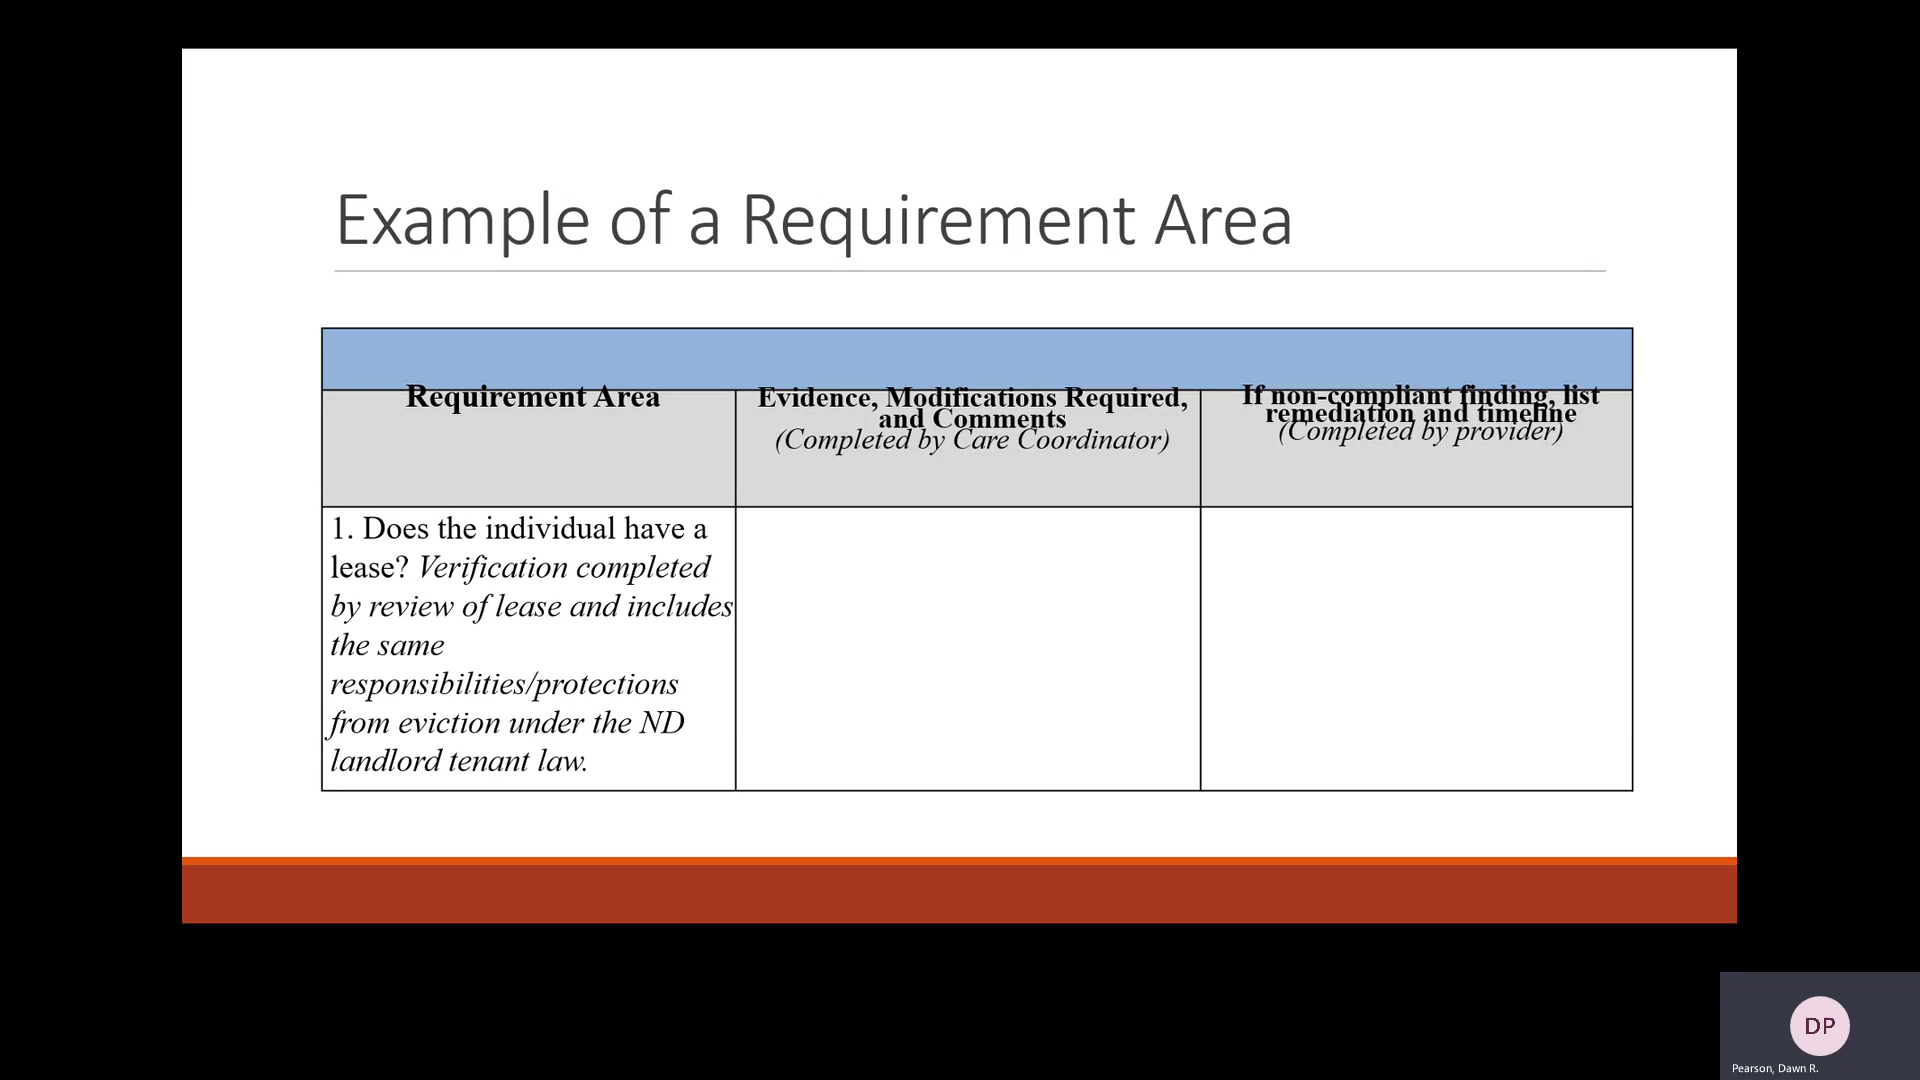 Example of a Requirement Area
Requirement Area
Evidence, Modifications Required,
and Comments
(Completed by Care Coordinator)
If non-compliant finding, list
remediation and timeline
(Completed by provider)
1. Does the individual have a
lease? Verification completed
by review of lease and includes
the same
responsibilities/protections
from eviction under the ND
landlord tenant law.
DP
Pearson, Dawn R.